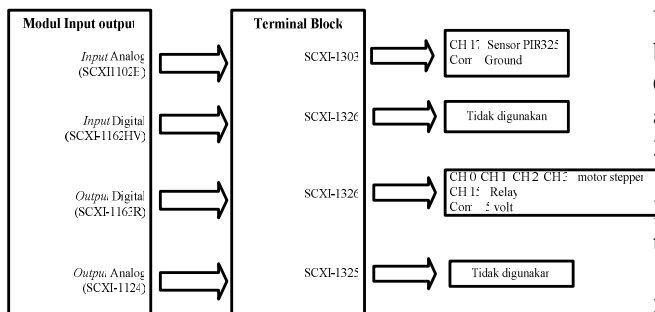 Modul Input output
Input Analog
(SCXI1102B)
Input Digital
(SCXI-1162HV)
Output Digital
(SCXI-1163R)
Output Analog
(SCXI-1124)
Terminal Block
SCXI-1303
SCXI-1326
SCXI-1326
SCXI-1325
CH 17 Sensor PIR325
Com Ground
Tidak digunakan
CH 0 CH 1 CH 2 CH 3 motor stepper
CH 15 Relay
Com 5 volt
Tidak digunakan